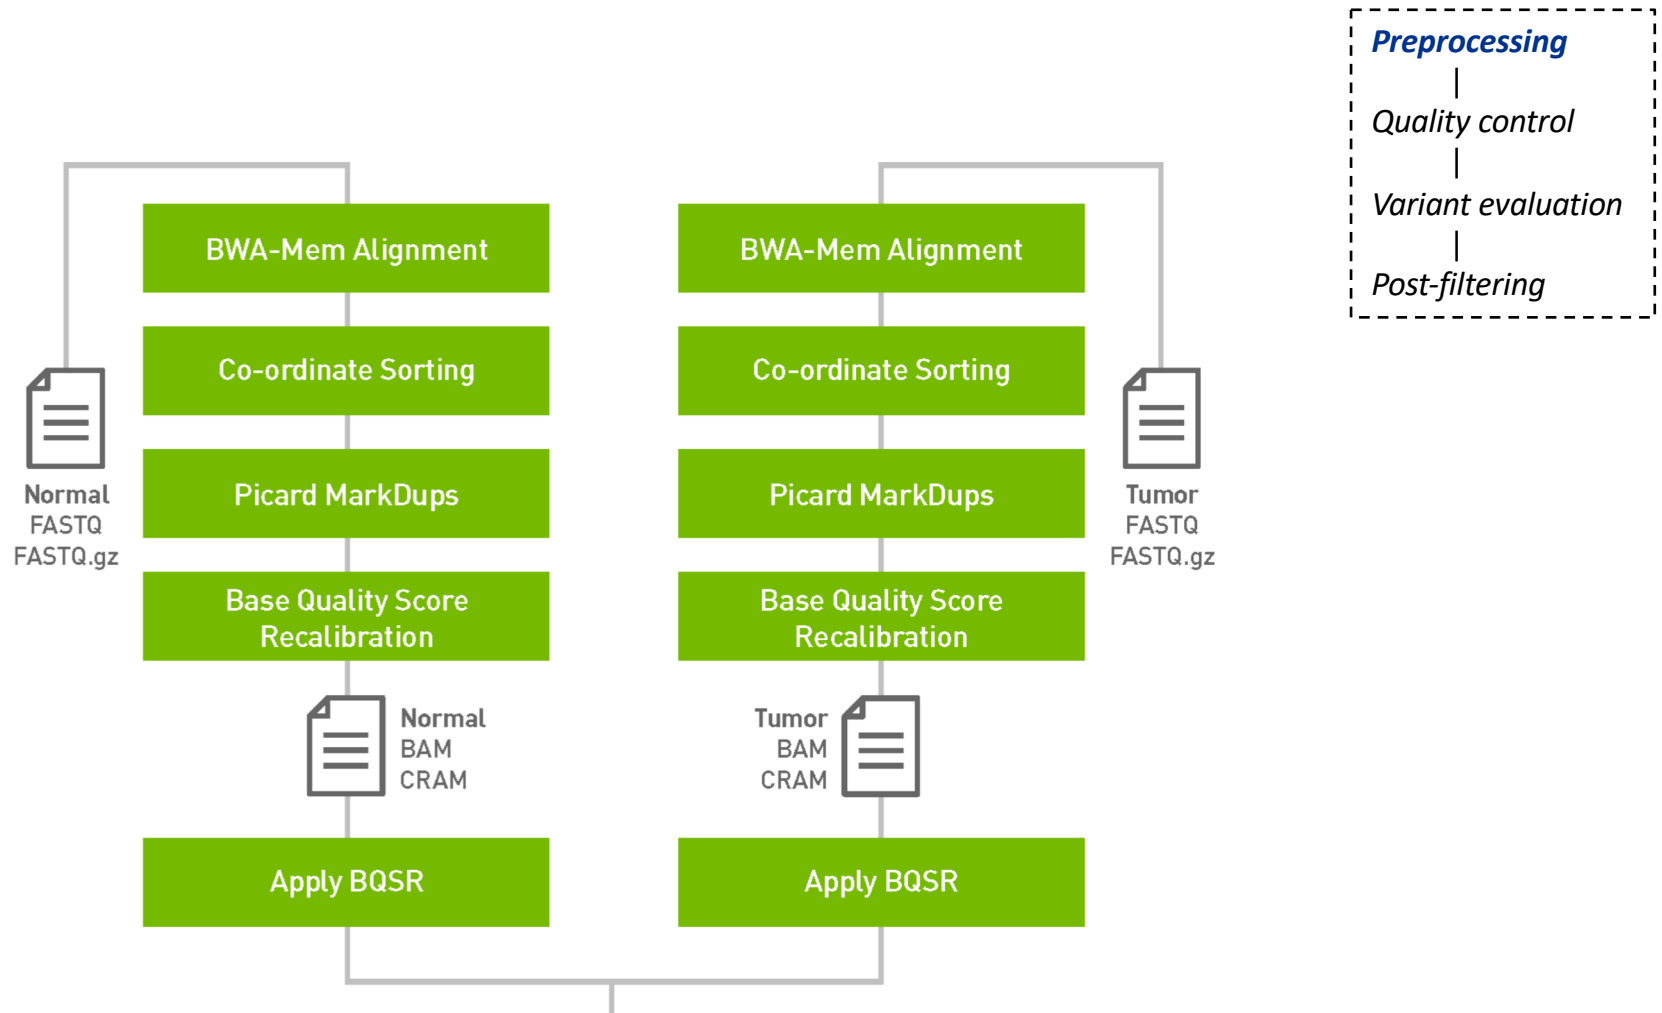 Preprocessing
Quality control
Variant evaluation
Post-filtering
BWA-Mem Alignment
Co-ordinate Sorting
Picard MarkDups
Base Quality Score
Recalibration
Normal
FASTQ
FASTQ.gz
Normal
BAM
CRAM
Apply BQSR
BWA-Mem Alignment
Co-ordinate Sorting
Picard MarkDups
Base Quality Score
Recalibration
Tumor
FASTQ
FASTQ.gz
Tumor
BAM
CRAM
Apply BQSR